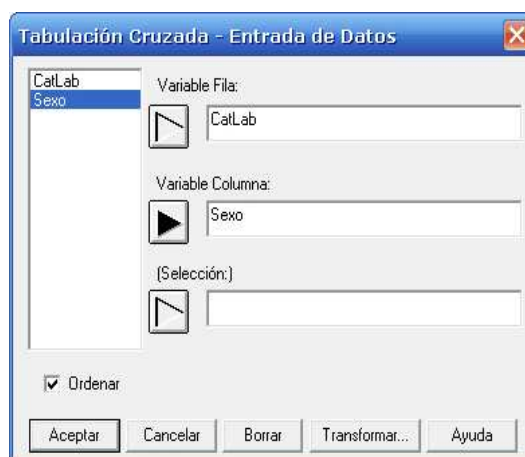 Tabulación Cruzada - Entrada de Datos
CatLab
Sexo
Variable Fila:
CatLab
Variable Columna:
Sexo
(Selección:)
Ordenar
Aceptar
Cancelar
Borrar
Transformar...
Ayuda